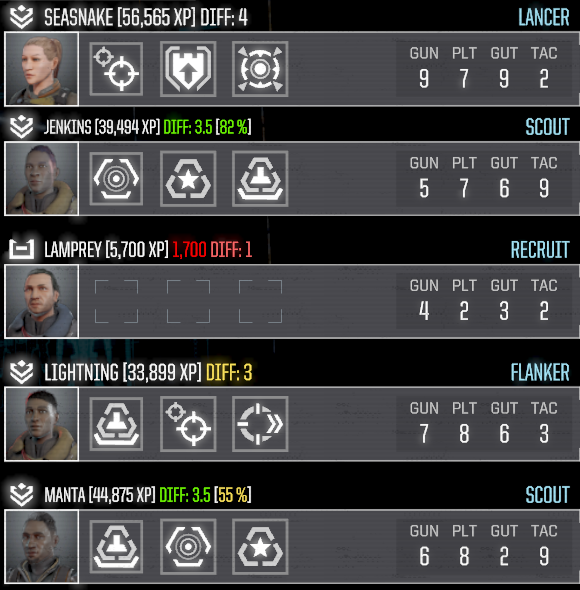 SEASNAKE [56,565 XP] DIFF: 4 LANCER
GUN PLT GUT TAC
9 7 9 2
JENKINS [39,494 XP] DIFF: 3.5 [82 %] SCOUT
GUN PLT GUT TAC
5 7 6 9
LAMPREY [5,700 XP] 1,700 DIFF: 1 RECRUIT
GUN PLT GUT TAC
4 2 3 2
LIGHTNING [33,899 XP] DIFF: 3 FLANKER
GUN PLT GUT TAC
7 8 6 3
MANTA [44,875 XP] DIFF: 3.5 [55 %] SCOUT
GUN PLT GUT TAC
6 8 2 9